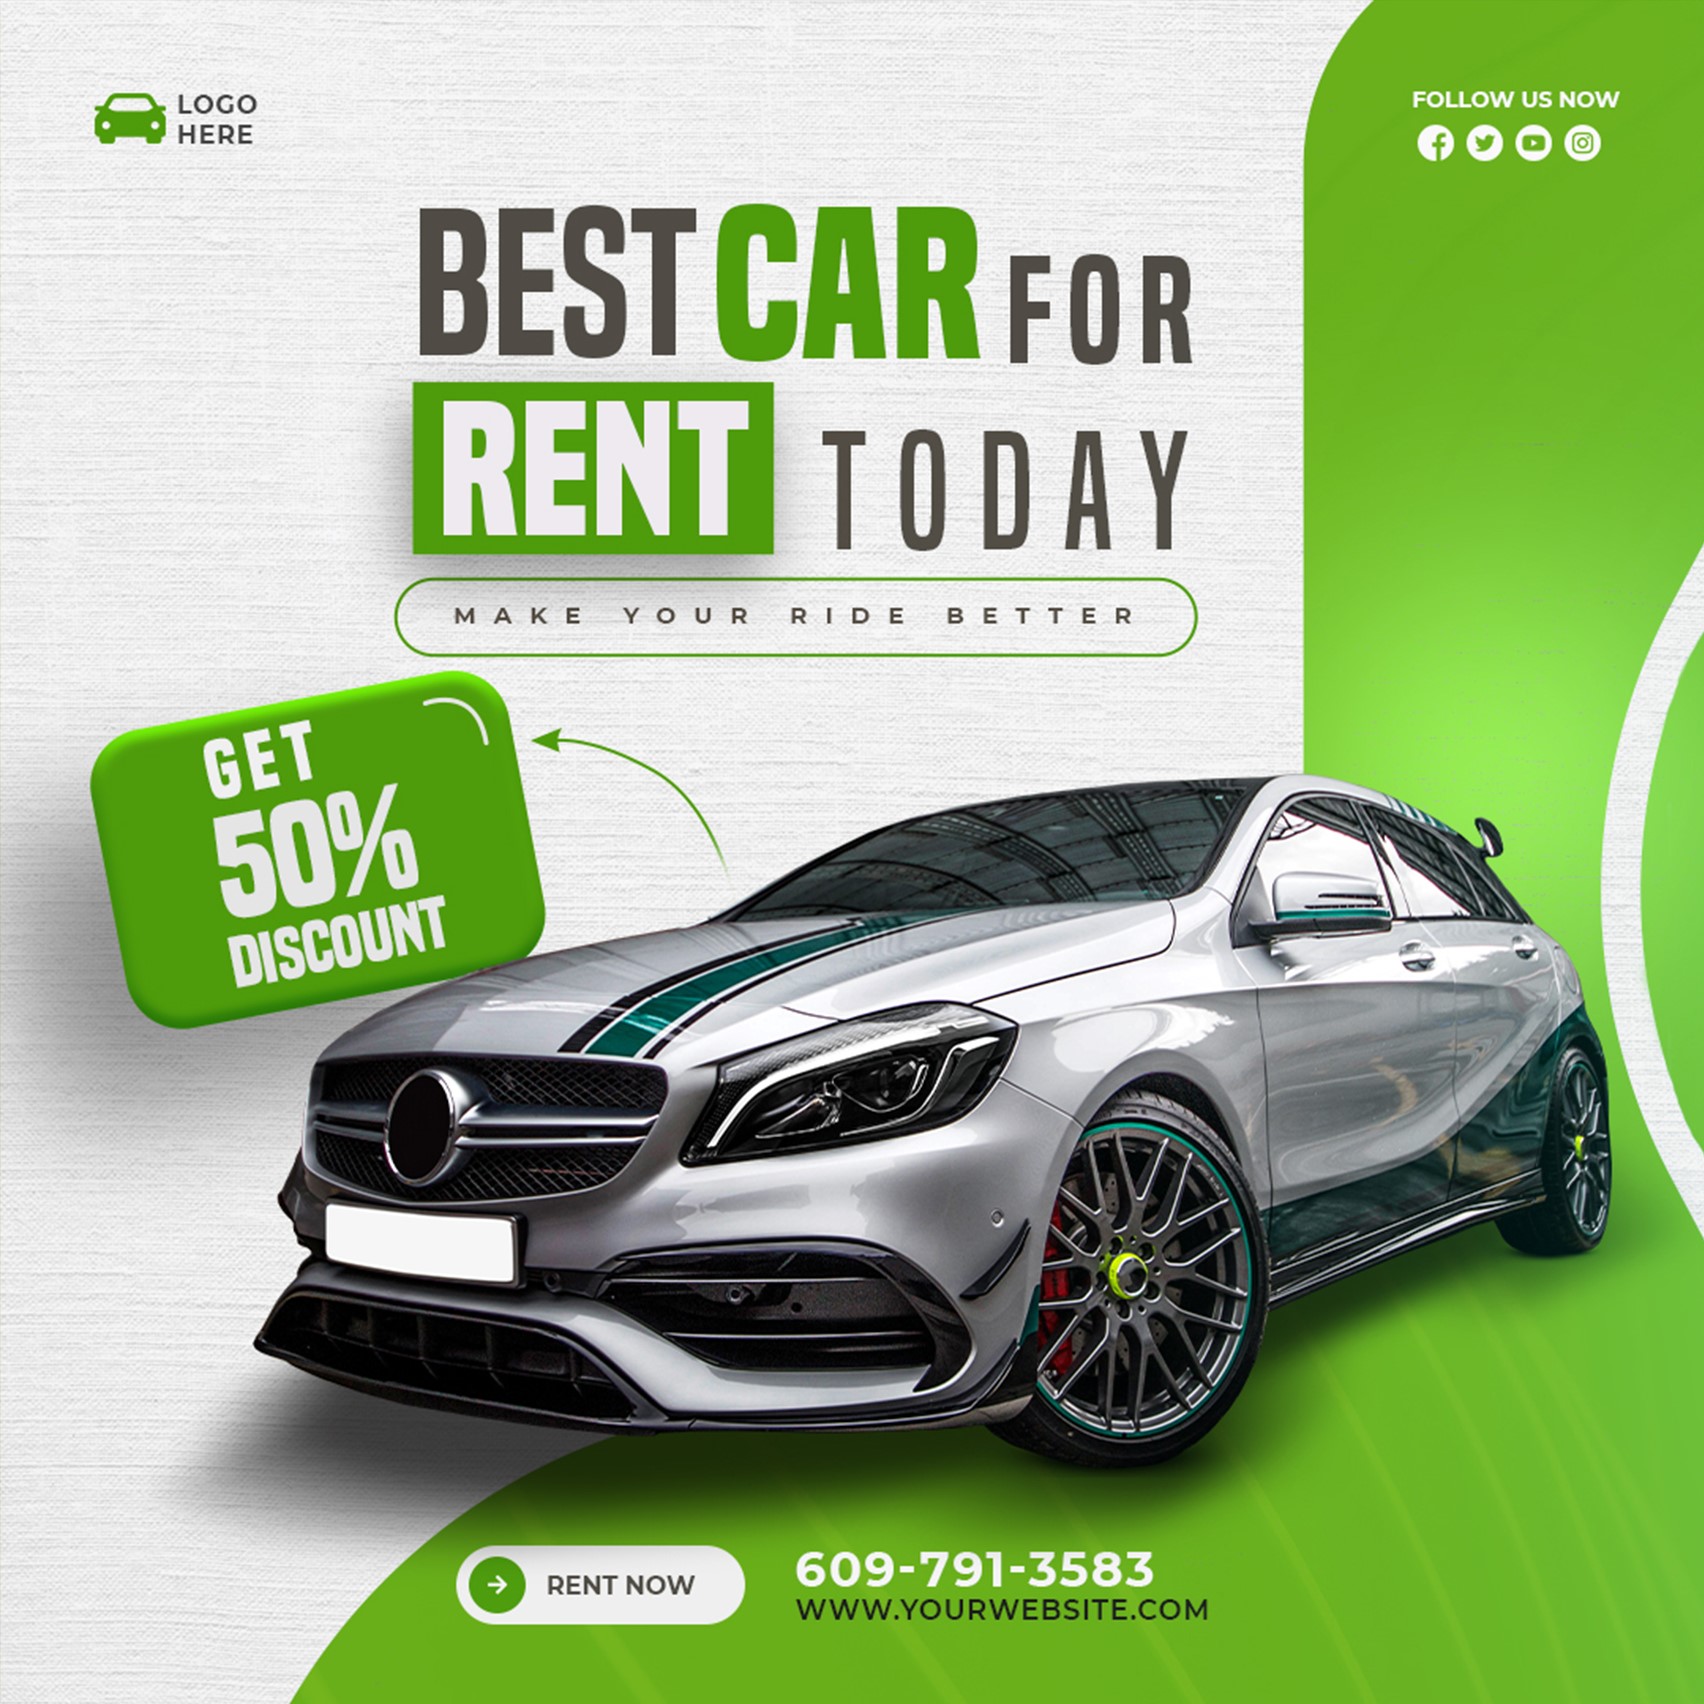 LOGO
HERE
FOLLOW US NOW
BEST CAR FOR
RENT TODAY
MAKE YOUR RIDE BETTER
GET
50%
DISCOUNT
RENT NOW
609-791-3583
WWW.YOURWEBSITE.COM